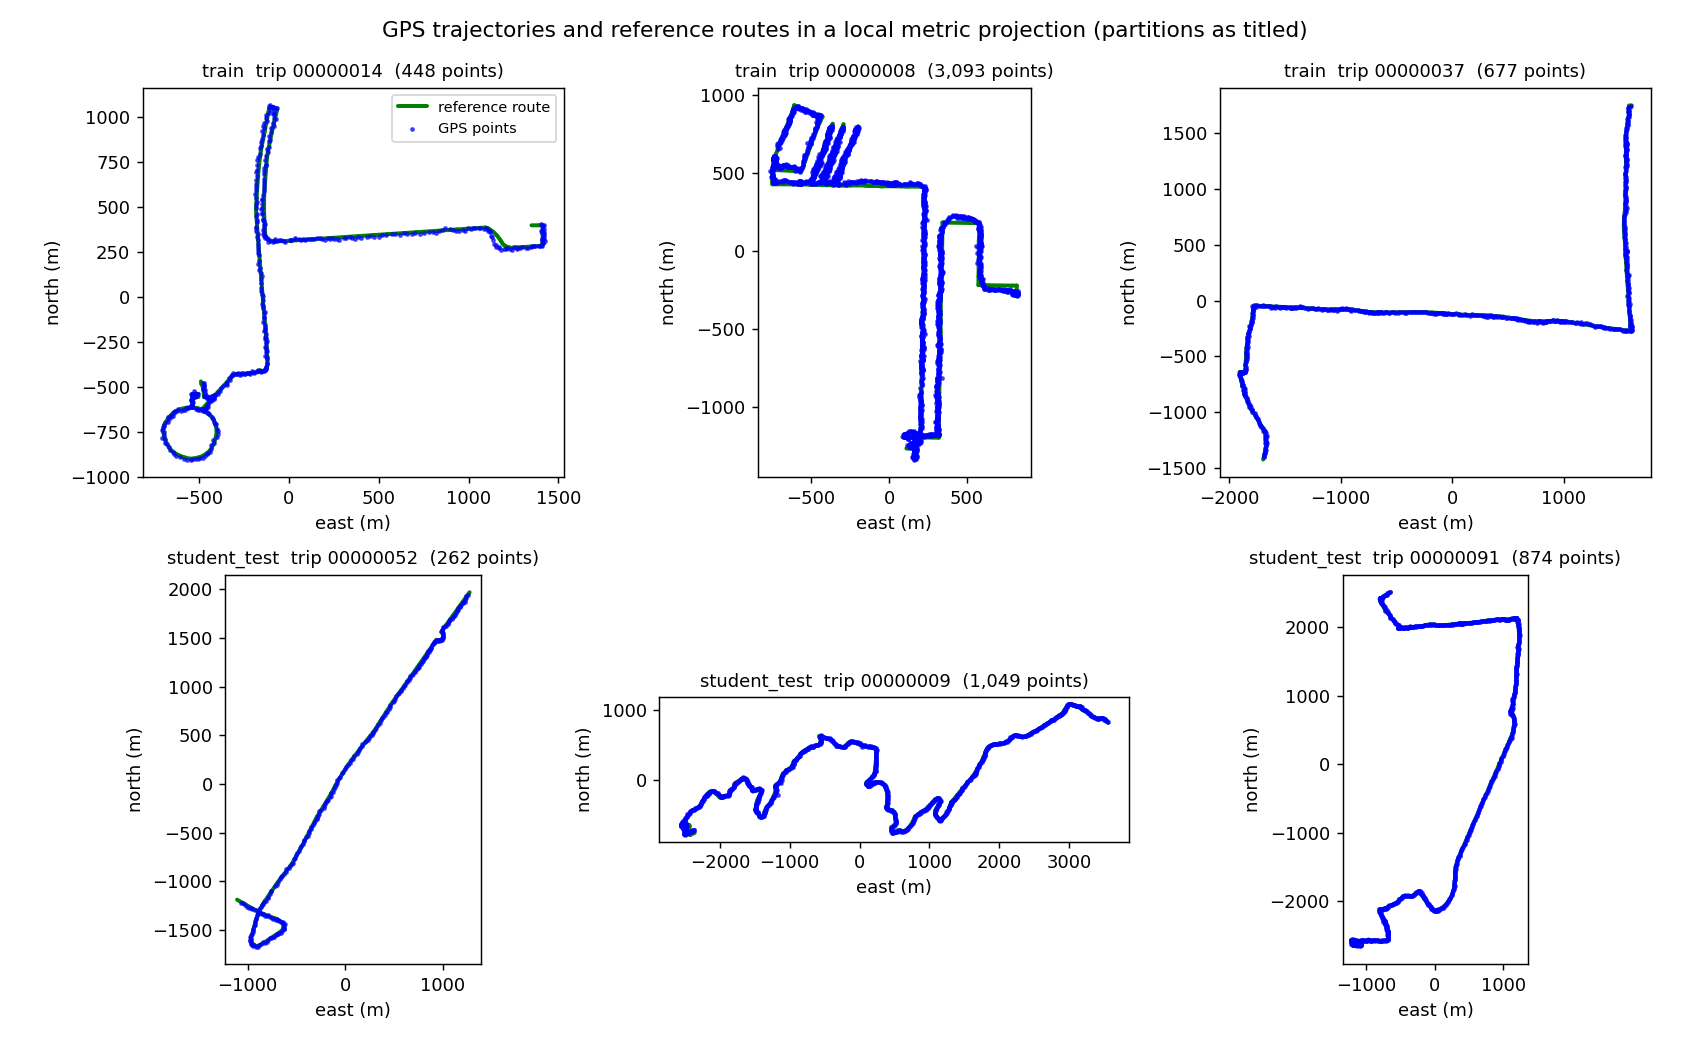 GPS trajectories and reference routes in a local metric projection (partitions as titled)
train  trip 00000014  (448 points)
reference route
GPS points
1000
750
500
250
0
−250
−500
−750
−1000
north (m)
−500
0
500
1000
1500
east (m)
train  trip 00000008  (3,093 points)
1000
500
0
−500
−1000
north (m)
−500
0
500
east (m)
train  trip 00000037  (677 points)
1500
1000
500
0
−500
−1000
−1500
north (m)
−2000
−1000
0
1000
east (m)
student_test  trip 00000052  (262 points)
2000
1500
1000
500
0
−500
−1000
−1500
north (m)
−1000
0
1000
east (m)
student_test  trip 00000009  (1,049 points)
1000
0
north (m)
−2000
−1000
0
1000
2000
3000
east (m)
student_test  trip 00000091  (874 points)
2000
1000
0
−1000
−2000
north (m)
−1000
0
1000
east (m)